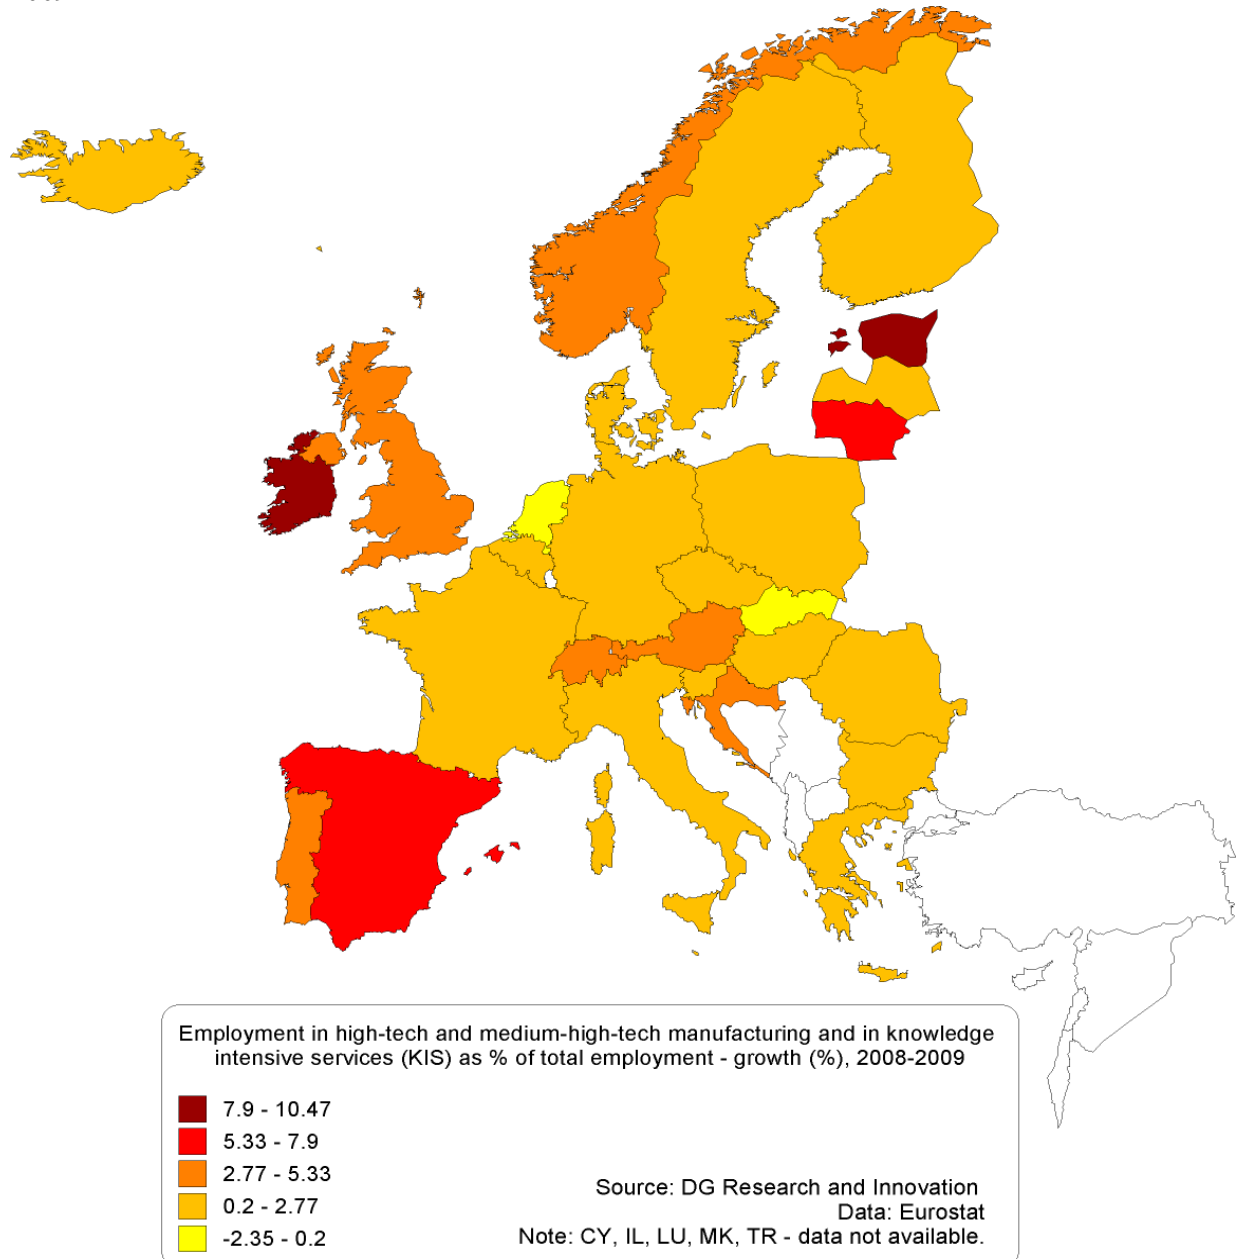 Employment in high-tech and medium-high-tech manufacturing and in knowledge
intensive services (KIS) as % of total employment - growth (%), 2008-2009
7.9 - 10.47
5.33 - 7.9
2.77 - 5.33
0.2 - 2.77
-2.35 - 0.2
Source: DG Research and Innovation
Data: Eurostat
Note: CY, IL, LU, MK, TR - data not available.